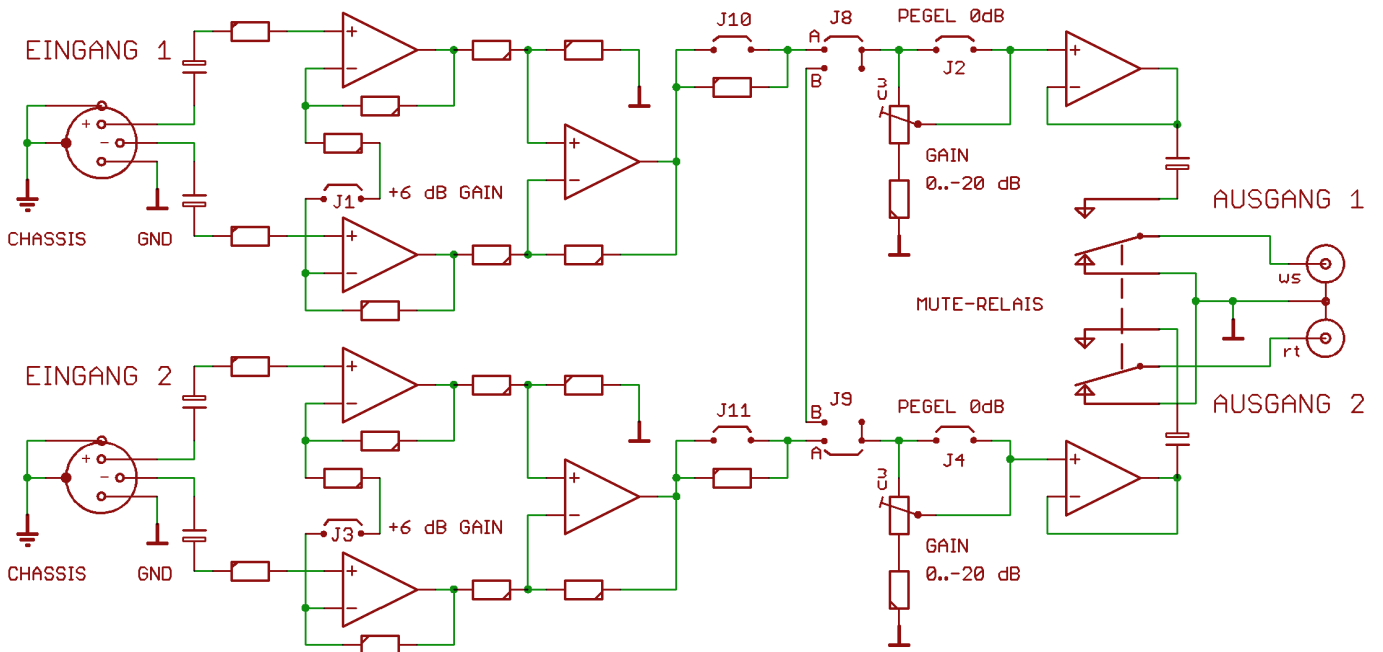 EINGANG 1
J10
J8
PEGEL 0dB
A
B
J2
3U
GAIN
0..-20 dB
J1
+6 dB GAIN
CHASSIS
GND
AUSGANG 1
ws
MUTE-RELAIS
rt
AUSGANG 2
EINGANG 2
J11
B
J9
A
PEGEL 0dB
J4
3U
GAIN
0..-20 dB
J3
+6 dB GAIN
CHASSIS
GND